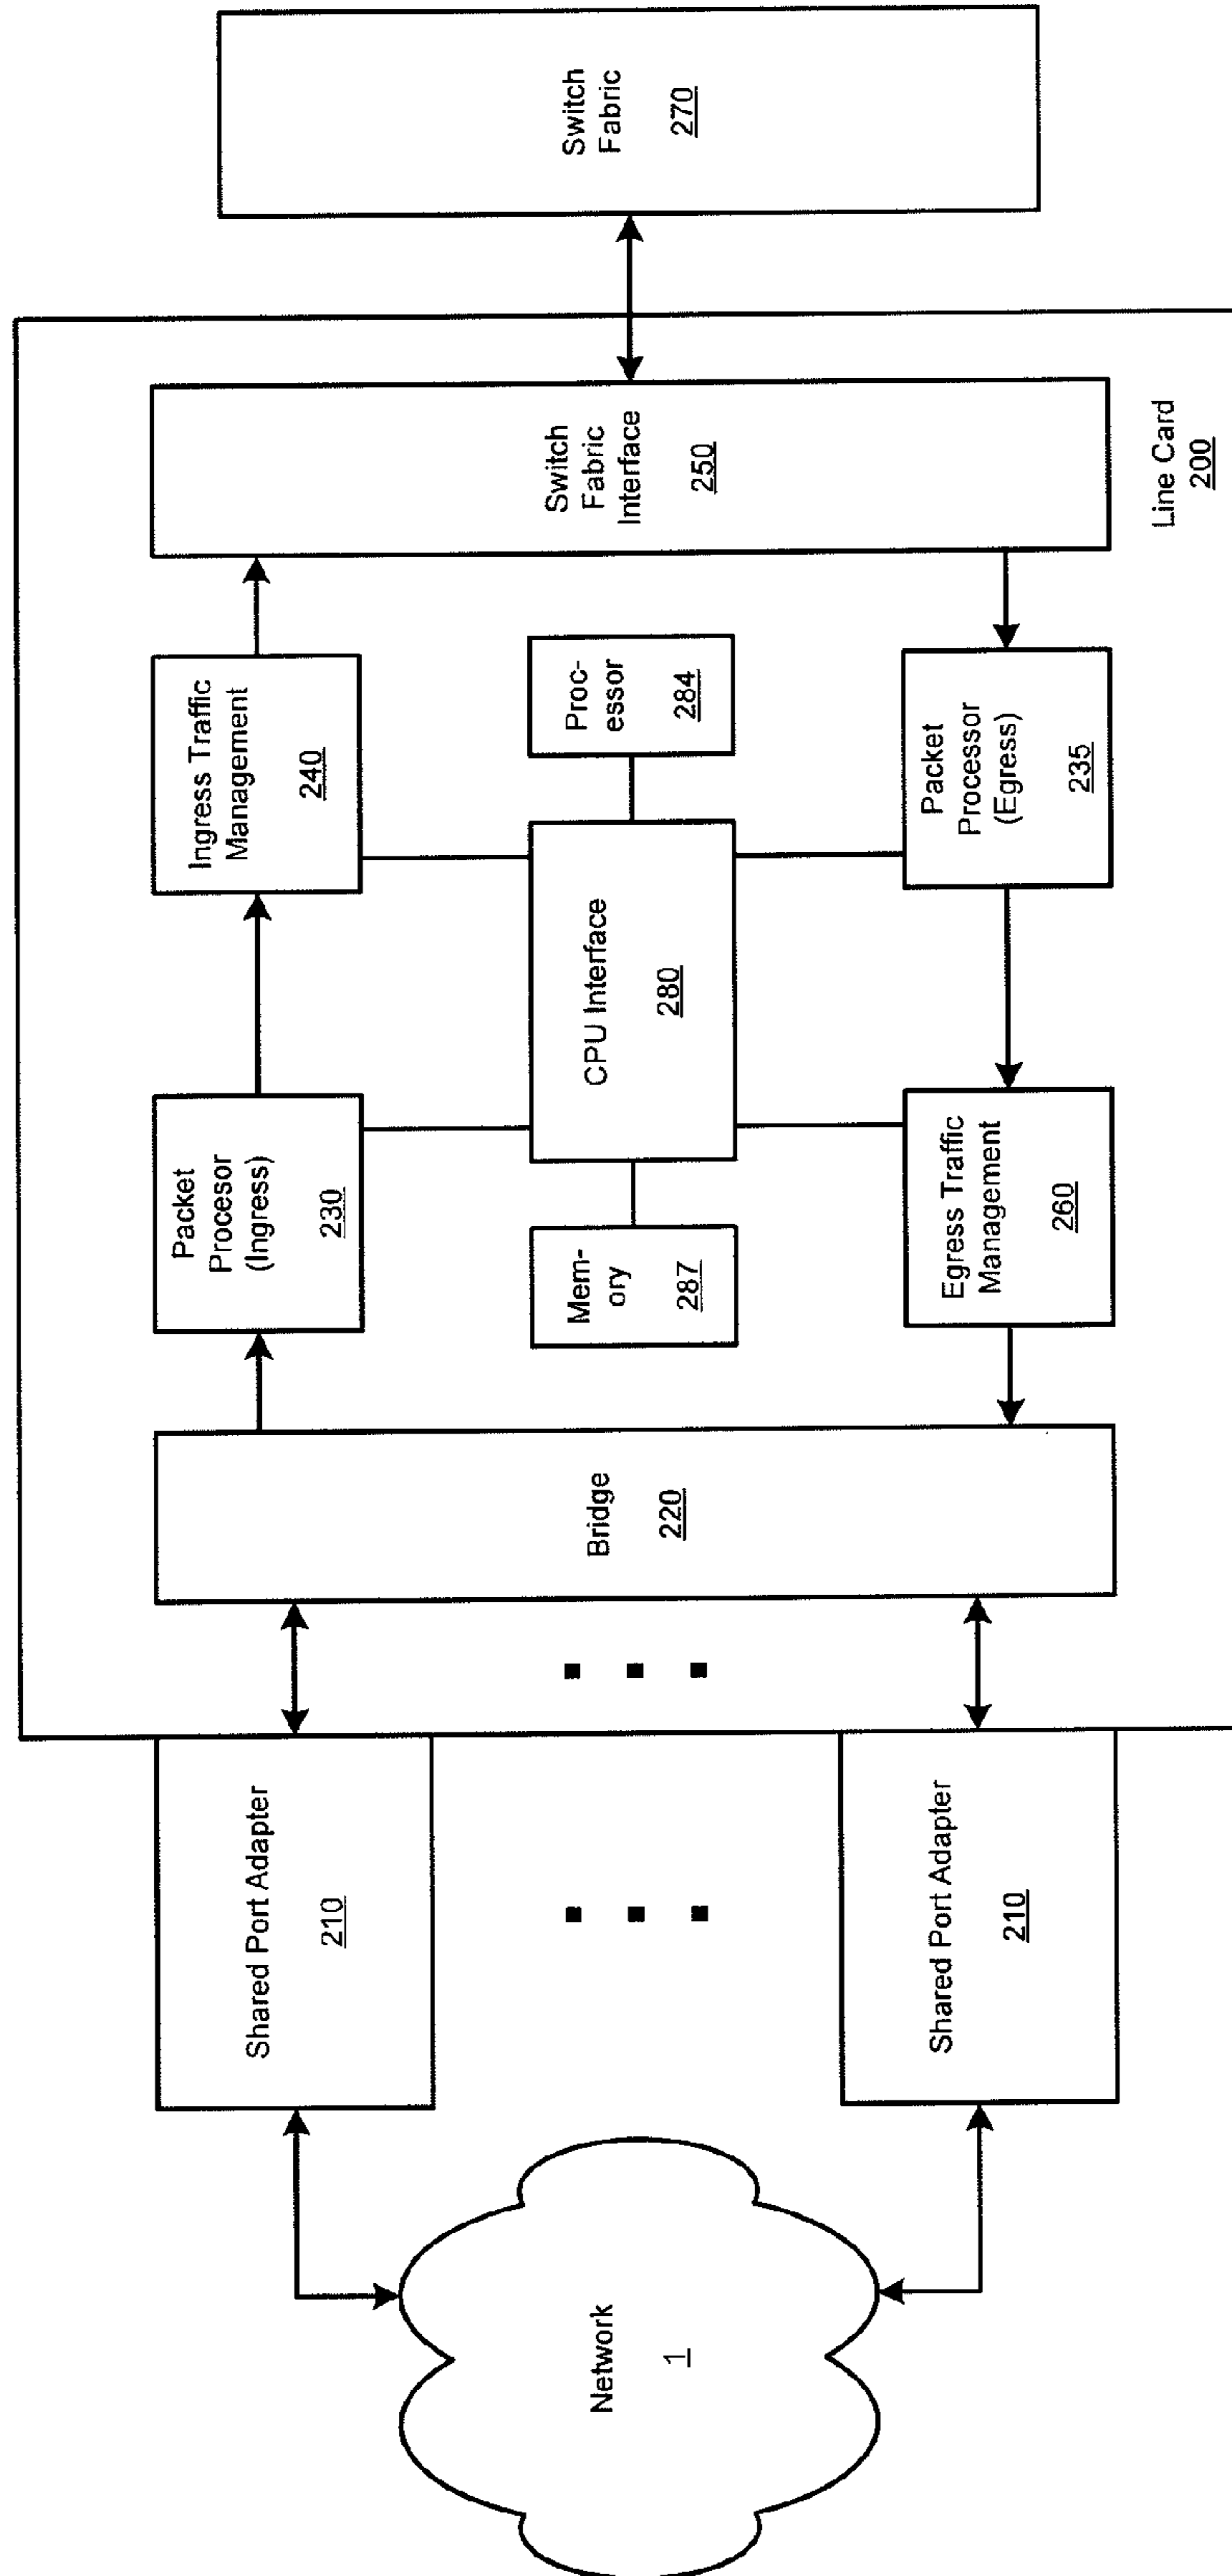 Network
1
Shared Port Adapter
210
Shared Port Adapter
210
Bridge
220
Packet
Procesor
(Ingress)
230
Ingress Traffic
Management
240
Mem-
ory
287
CPU Interface
280
Proc-
essor
284
Egress Traffic
Management
260
Packet
Processor
(Egress)
235
Switch
Fabric
Interface
250
Line Card
200
Switch
Fabric
270